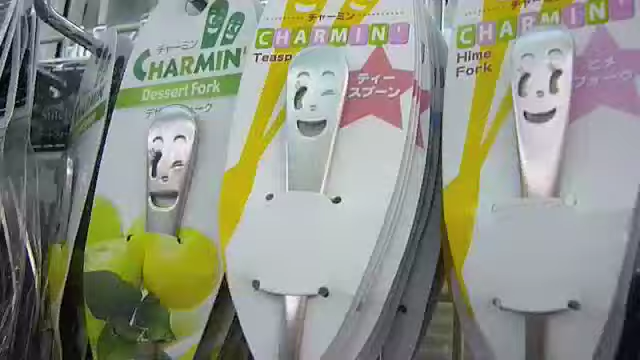 チャーミン
CHARMIN'
Dessert Fork
チャーミン
CHARMIN'
ティー
スプーン
チャーミン
CHARMIN'
Hime
Fork
ヒメ
フォーク